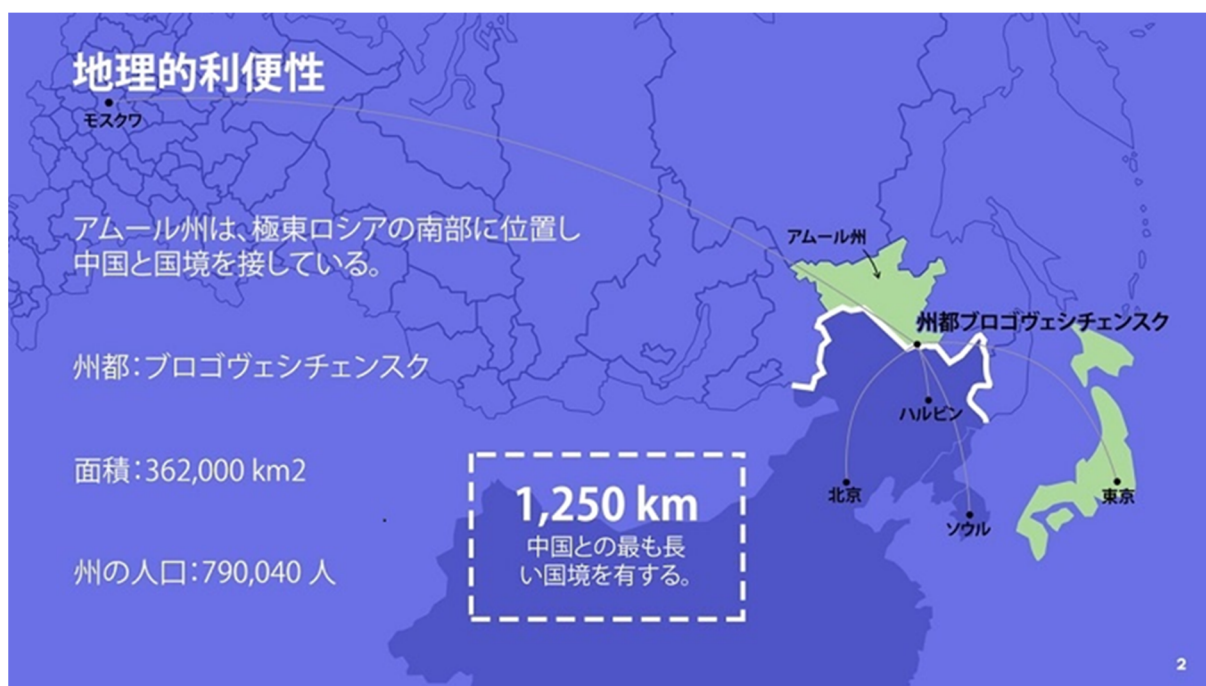 地理的利便性
モスクワ
アムール州は、極東ロシアの南部に位置し
中国と国境を接している。
アムール州
州都ブロゴヴェシチェンスク
州都：ブロゴヴェシチェンスク
ハルビン
面積：362,000 km2
北京
ソウル
東京
1,250 km
中国との最も長
い国境を有する。
州の人口：790,040 人
2